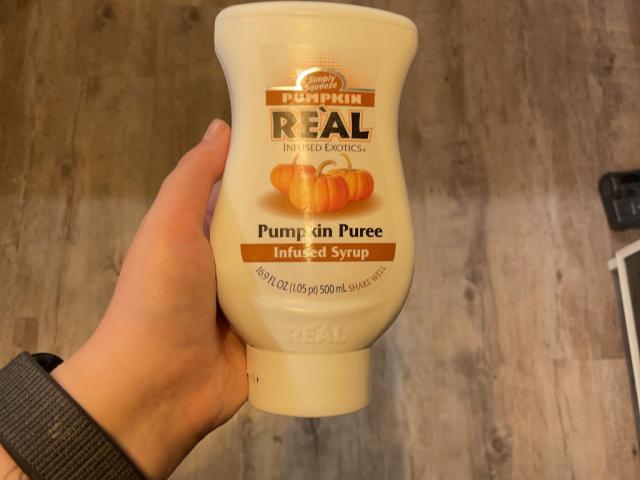 Simply
Squeeze
PUMPKIN
REÀL
INFUSED EXOTICS®
Pumpkin Puree
Infused Syrup
16.9 FL OZ (1.05 pt) 500 mL SHAKE WELL
REÀL